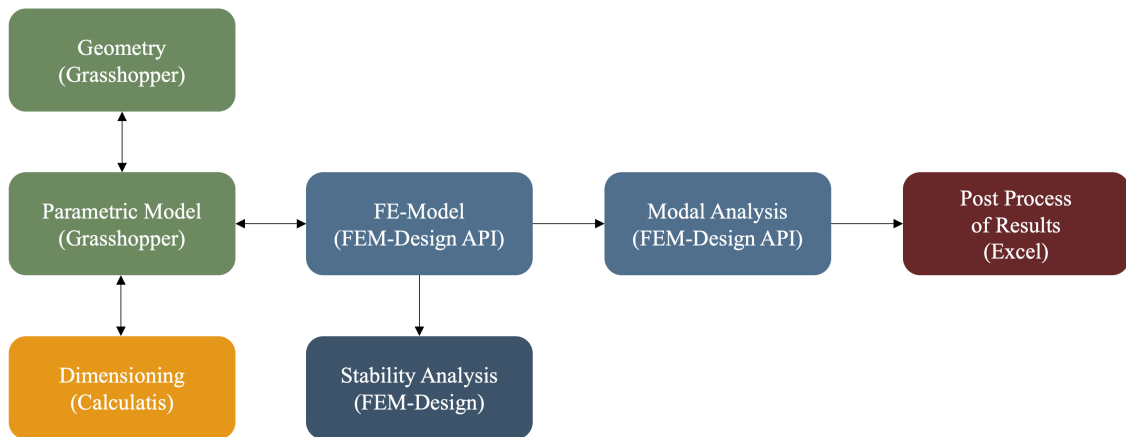 Geometry
(Grasshopper)
Parametric Model
(Grasshopper)
FE-Model
(FEM-Design API)
Modal Analysis
(FEM-Design API)
Post Process
of Results
(Excel)
Dimensioning
(Calculatis)
Stability Analysis
(FEM-Design)